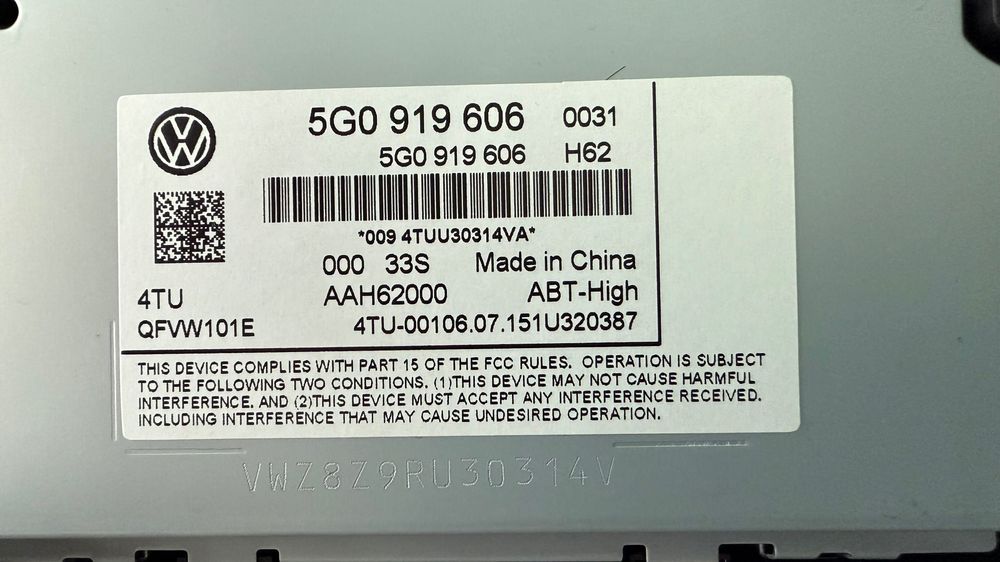 5G0 919 606 0031
5G0 919 606 H62
*009 4TUU30314VA*
000 33S Made in China
4TU AAH62000 ABT-High
QFVW101E 4TU-00106.07.151U320387
THIS DEVICE COMPLIES WITH PART 15 OF THE FCC RULES. OPERATION IS SUBJECT
TO THE FOLLOWING TWO CONDITIONS. (1)THIS DEVICE MAY NOT CAUSE HARMFUL
INTERFERENCE. AND (2)THIS DEVICE MUST ACCEPT ANY INTERFERENCE RECEIVED.
INCLUDING INTERFERENCE THAT MAY CAUSE UNDESIRED OPERATION.
VWZ8Z9RU30314V